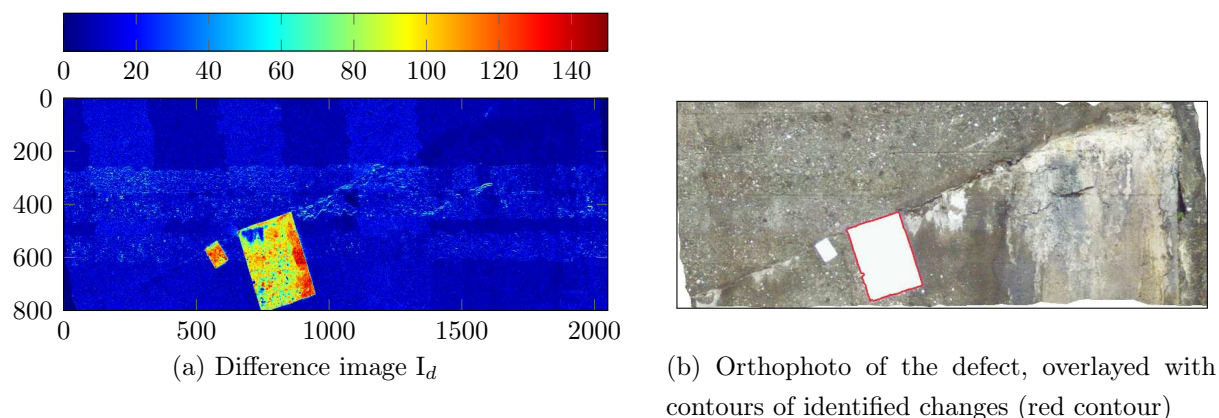 0 20 40 60 80 100 120 140
0
200
400
600
800
0 500 1000 1500 2000
(a) Difference image I_d
(b) Orthophoto of the defect, overlayed with
contours of identified changes (red contour)